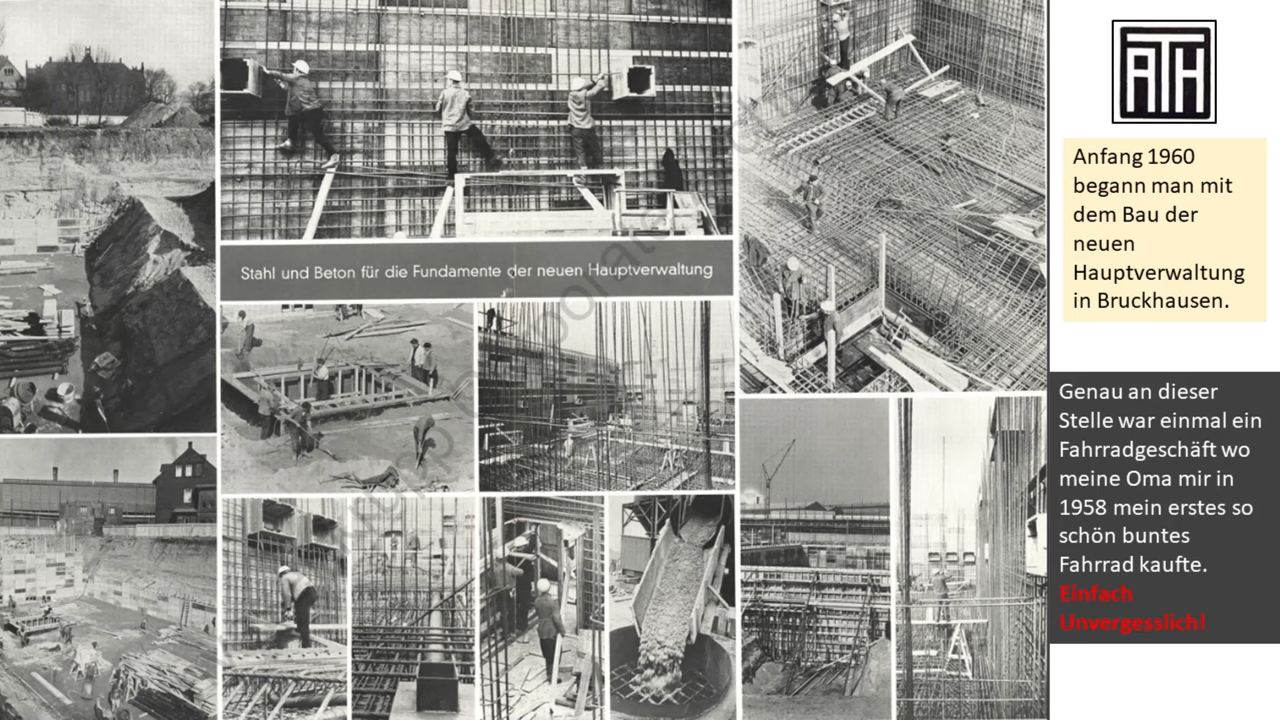 Stahl und Beton für die Fundamente der neuen Hauptverwaltung
ATH
Anfang 1960
begann man mit
dem Bau der
neuen
Hauptverwaltung
in Bruckhausen.
Genau an dieser
Stelle war einmal ein
Fahrradgeschäft wo
meine Oma mir in
1958 mein erstes so
schön buntes
Fahrrad kaufte.
Einfach
Unvergesslich!